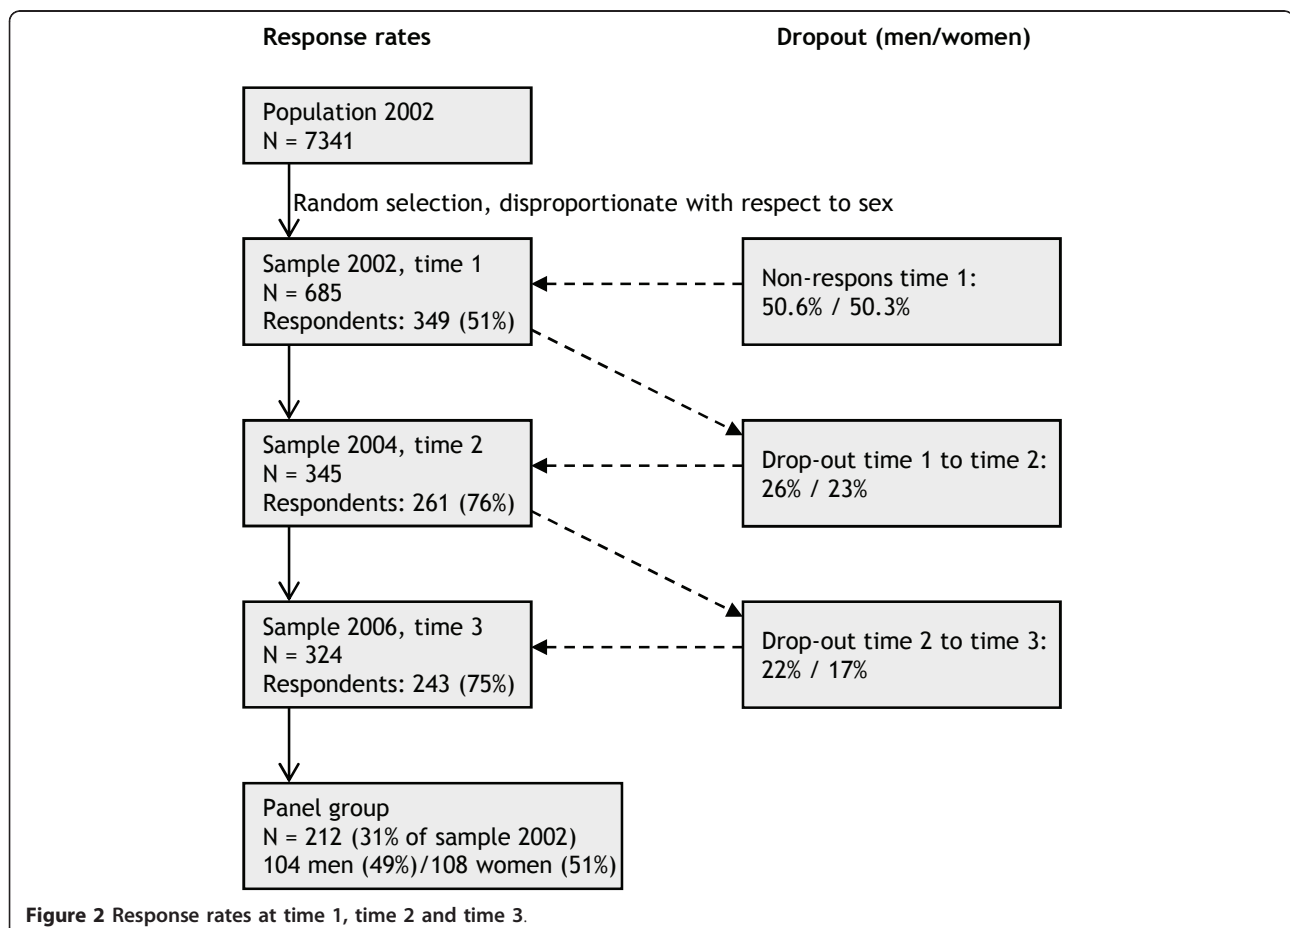 Response rates
Dropout (men/women)
Population 2002
N = 7341
Random selection, disproportionate with respect to sex
Sample 2002, time 1
N = 685
Respondents: 349 (51%)
Non-respons time 1:
50.6% / 50.3%
Sample 2004, time 2
N = 345
Respondents: 261 (76%)
Drop-out time 1 to time 2:
26% / 23%
Sample 2006, time 3
N = 324
Respondents: 243 (75%)
Drop-out time 2 to time 3:
22% / 17%
Panel group
N = 212 (31% of sample 2002)
104 men (49%)/108 women (51%)
Figure 2 Response rates at time 1, time 2 and time 3.